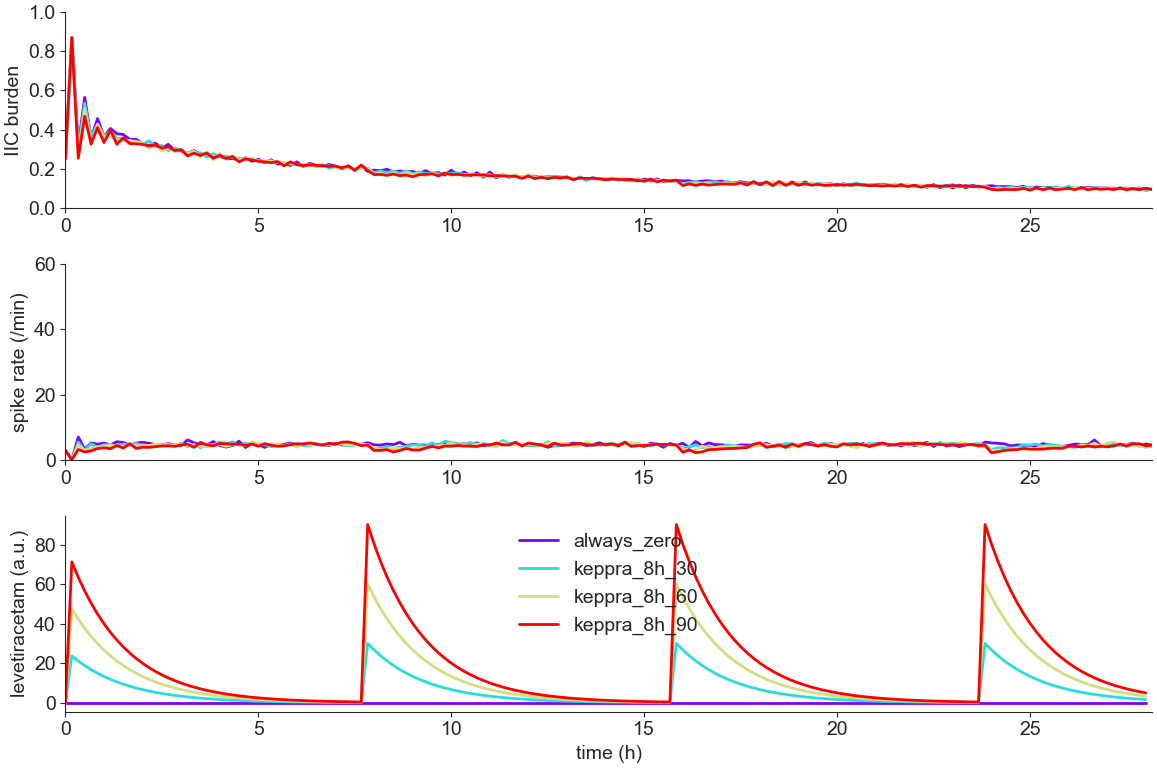 IIC burden
1.0
0.8
0.6
0.4
0.2
0.0
0 5 10 15 20 25
spike rate (/min)
60
40
20
0
0 5 10 15 20 25
levetiracetam (a.u.)
80
60
40
20
0
always_zero
keppra_8h_30
keppra_8h_60
keppra_8h_90
0 5 10 15 20 25
time (h)